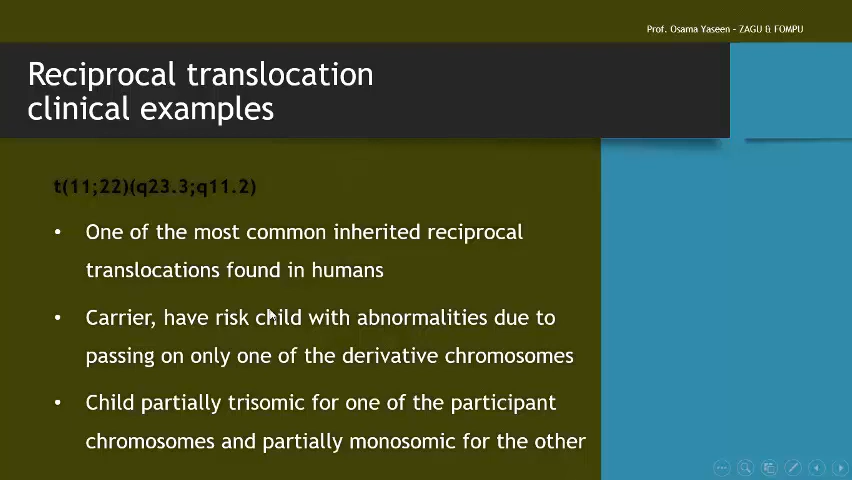 Prof. Osama Yaseen - ZAGU & FOMPU
Reciprocal translocation
clinical examples
t(11;22)(q23.3;q11.2)
• One of the most common inherited reciprocal
translocations found in humans
• Carrier, have risk child with abnormalities due to
passing on only one of the derivative chromosomes
• Child partially trisomic for one of the participant
chromosomes and partially monosomic for the other